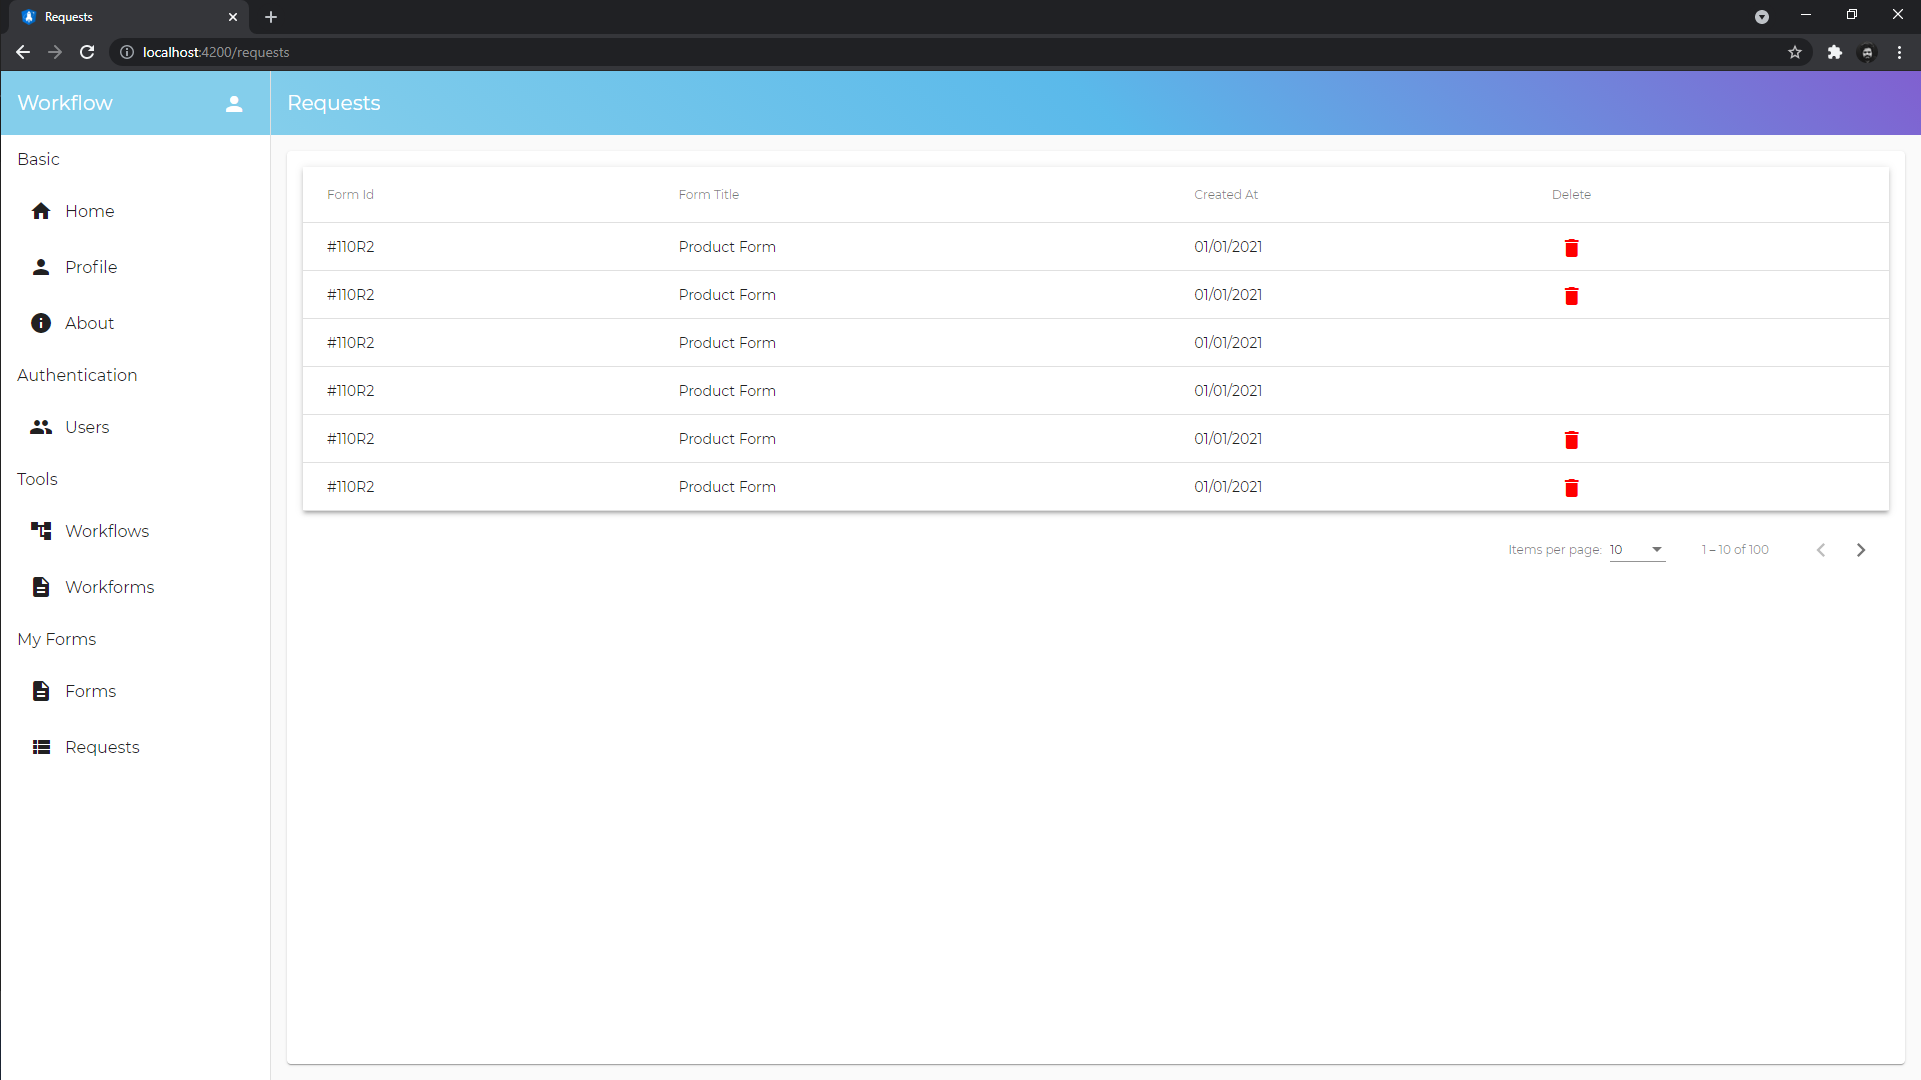 Requests
localhost:4200/requests
Workflow
Requests
Basic
Home
Profile
About
Authentication
Users
Tools
Workflows
Workforms
My Forms
Forms
Requests
Form Id Form Title Created At Delete
#110R2 Product Form 01/01/2021
#110R2 Product Form 01/01/2021
#110R2 Product Form 01/01/2021
#110R2 Product Form 01/01/2021
#110R2 Product Form 01/01/2021
#110R2 Product Form 01/01/2021
Items per page: 10 1 – 10 of 100